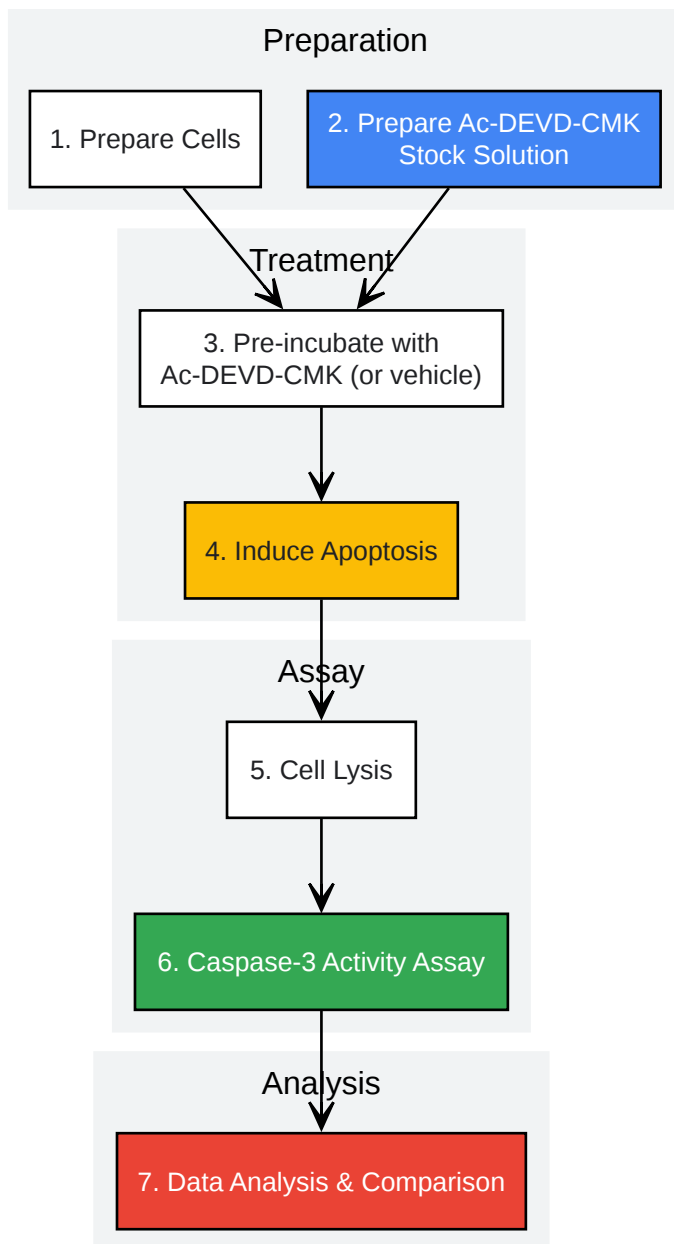 Preparation
1. Prepare Cells
2. Prepare Ac-DEVD-CMK
Stock Solution
Treatment
3. Pre-incubate with
Ac-DEVD-CMK (or vehicle)
4. Induce Apoptosis
Assay
5. Cell Lysis
6. Caspase-3 Activity Assay
Analysis
7. Data Analysis & Comparison